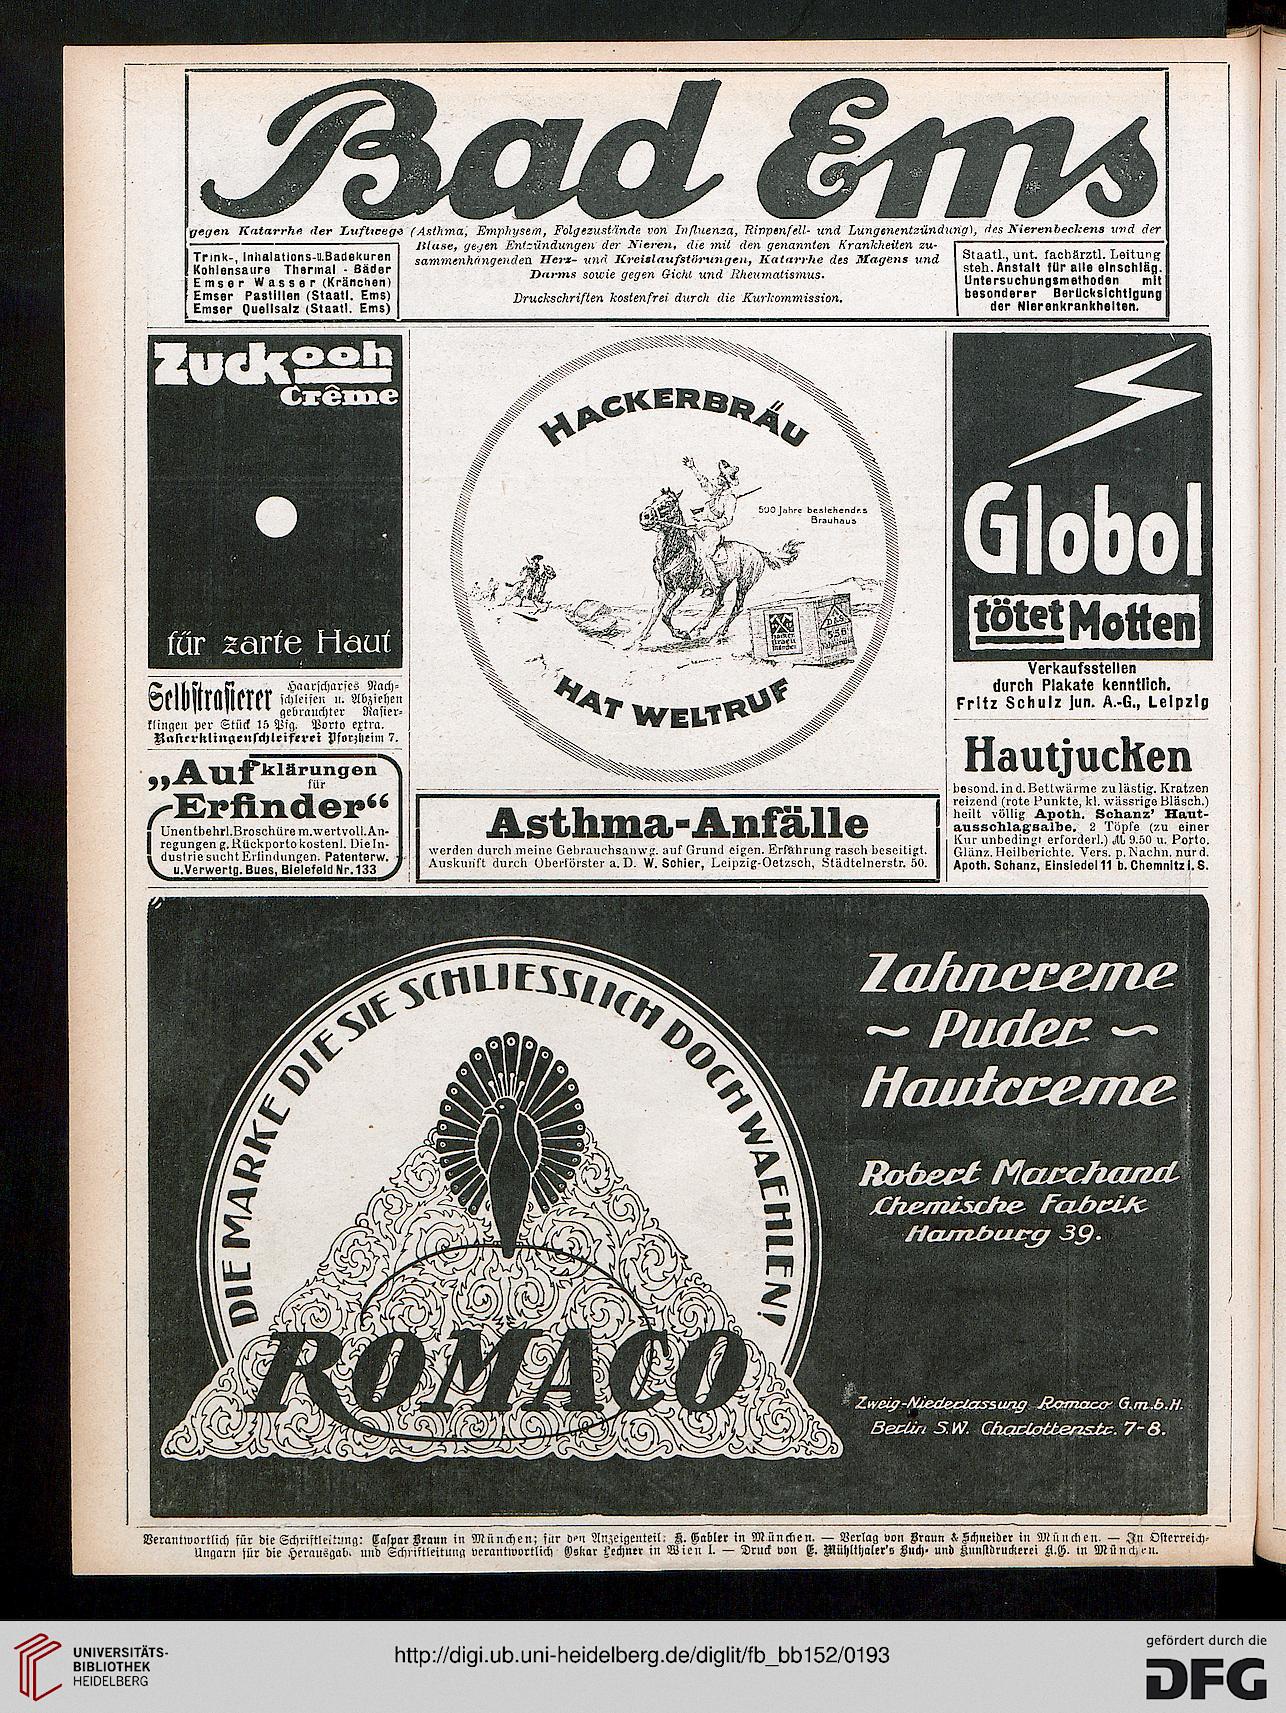 Bad Ems
gegen Katarrhe der Luftwege (Asthma, Emphysem, Folgezustände von Influenza, Rippenfell- und Lungenentzündung), des Nierenbeckens und der
Blase, gegen Entzündungen der Nieren, die mit den genannten Krankheiten zu-
sammenhängenden Herz- und Kreislaufstörungen, Katarrhe des Magens und
Darms sowie gegen Gicht und Rheumatismus.
Druckschriften kostenfrei durch die Kurkommission.
Trink-, Inhalations-u.Badekuren
Kohlensaure Thermal - Bäder
Emser Wasser (Kränchen)
Emser Pastillen (Staatl. Ems)
Emser Quellsalz (Staatl. Ems)
Staatl., unt. fachärztl. Leitung
steh. Anstalt für alle einschläg.
Untersuchungsmethoden mit
besonderer Berücksichtigung
der Nierenkrankheiten.
Zuckooh
Crême
für zarte Haut
Selbstrasierer
Haarscharfes Nach-
schleifen u. Abziehen
gebrauchter Rasier-
klingen per Stück 15 Pfg. Porto extra.
Rasierklingenschleiferei Pforzheim 7.
„Aufklärungen
für
Erfinder“
Unentbehrl. Broschüre m. wertvoll. An-
regungen g. Rückporto kostenl. Die In-
dustrie sucht Erfindungen. Patentverw.
u. Verwertg. Bues, Bielefeld Nr. 133
HACKERBRÄU
500 Jahre bestehendes
Brauhaus
HAT WELTRUF
Asthma-Anfälle
werden durch meine Gebrauchsanwg. auf Grund eigen. Erfahrung rasch beseitigt.
Auskunft durch Oberförster a. D. W. Schier, Leipzig-Oetzsch, Städtelnerstr. 50.
Globol
tötet Motten
Verkaufsstellen
durch Plakate kenntlich.
Fritz Schulz jun. A.-G., Leipzig
Hautjucken
besond. in d. Bettwärme zu lästig. Kratzen
reizend (rote Punkte, kl. wässrige Bläsch.)
heilt völlig Apoth. Schanz' Haut-
ausschlagsalbe. 2 Töpfe (zu einer
Kur unbedingt erforderl.) ℳ 9.50 u. Porto.
Glänz. Heilberichte. Vers. p. Nachn. nur d.
Apoth. Schanz, Einsiedel 11 b. Chemnitz i. S.
DIE MARKE DIE SIE SCHLIESSLICH DOCH WAEHLEN!
ROMACO
Zahncreme
~ Puder ~
Hautcreme
Robert Marchand
Chemische Fabrik
Hamburg 39.
Zweig-Niederlassung Romaco G.m.b.H.
Berlin S.W. Charlottenstr. 7-8.
Verantwortlich für die Schriftleitung: Caspar Braun in München; für den Anzeigenteil: K. Gabler in München. — Verlag von Braun & Schneider in München. — In Österreich-
Ungarn für die Herausgabe und Schriftleitung verantwortlich Oskar Lechner in Wien I. — Druck von E. Mühlthaler's Buch- und Kunstdruckerei A.G. in München.
UNIVERSITÄTS-
BIBLIOTHEK
HEIDELBERG
http://digi.ub.uni-heidelberg.de/diglit/fb_bb152/0193
gefördert durch die
DFG